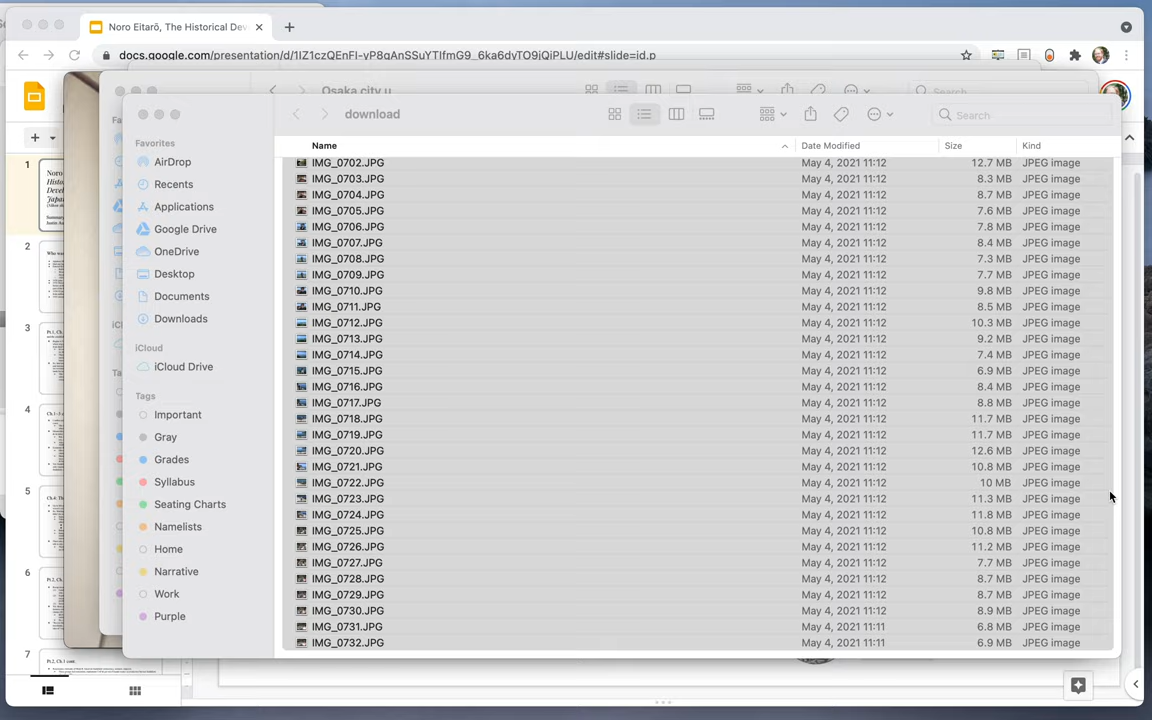 Noro Eitarō, The Historical Dev
docs.google.com/presentation/d/1IZ1czQEnFI-vP8gAnSSuYTIfmG9_6ka6dyTO9jQiPLU/edit#slide=id.p
Osaka city u
Search
download
Search
Favorites
AirDrop
Recents
Applications
Google Drive
OneDrive
Desktop
Documents
Downloads
iCloud
iCloud Drive
Tags
Important
Gray
Grades
Syllabus
Seating Charts
Namelists
Home
Narrative
Work
Purple
Name Date Modified Size Kind
IMG_0702.JPG May 4, 2021 11:12 12.7 MB JPEG image
IMG_0703.JPG May 4, 2021 11:12 8.3 MB JPEG image
IMG_0704.JPG May 4, 2021 11:12 8.7 MB JPEG image
IMG_0705.JPG May 4, 2021 11:12 7.6 MB JPEG image
IMG_0706.JPG May 4, 2021 11:12 7.8 MB JPEG image
IMG_0707.JPG May 4, 2021 11:12 8.4 MB JPEG image
IMG_0708.JPG May 4, 2021 11:12 7.3 MB JPEG image
IMG_0709.JPG May 4, 2021 11:12 7.7 MB JPEG image
IMG_0710.JPG May 4, 2021 11:12 9.8 MB JPEG image
IMG_0711.JPG May 4, 2021 11:12 8.5 MB JPEG image
IMG_0712.JPG May 4, 2021 11:12 10.3 MB JPEG image
IMG_0713.JPG May 4, 2021 11:12 9.2 MB JPEG image
IMG_0714.JPG May 4, 2021 11:12 7.4 MB JPEG image
IMG_0715.JPG May 4, 2021 11:12 6.9 MB JPEG image
IMG_0716.JPG May 4, 2021 11:12 8.4 MB JPEG image
IMG_0717.JPG May 4, 2021 11:12 8.8 MB JPEG image
IMG_0718.JPG May 4, 2021 11:12 11.7 MB JPEG image
IMG_0719.JPG May 4, 2021 11:12 11.7 MB JPEG image
IMG_0720.JPG May 4, 2021 11:12 12.6 MB JPEG image
IMG_0721.JPG May 4, 2021 11:12 10.8 MB JPEG image
IMG_0722.JPG May 4, 2021 11:12 10 MB JPEG image
IMG_0723.JPG May 4, 2021 11:12 11.3 MB JPEG image
IMG_0724.JPG May 4, 2021 11:12 11.8 MB JPEG image
IMG_0725.JPG May 4, 2021 11:12 10.8 MB JPEG image
IMG_0726.JPG May 4, 2021 11:12 11.2 MB JPEG image
IMG_0727.JPG May 4, 2021 11:12 7.7 MB JPEG image
IMG_0728.JPG May 4, 2021 11:12 8.7 MB JPEG image
IMG_0729.JPG May 4, 2021 11:12 8.7 MB JPEG image
IMG_0730.JPG May 4, 2021 11:12 8.9 MB JPEG image
IMG_0731.JPG May 4, 2021 11:11 6.8 MB JPEG image
IMG_0732.JPG May 4, 2021 11:11 6.9 MB JPEG image
1
2
3
4
5
6
7